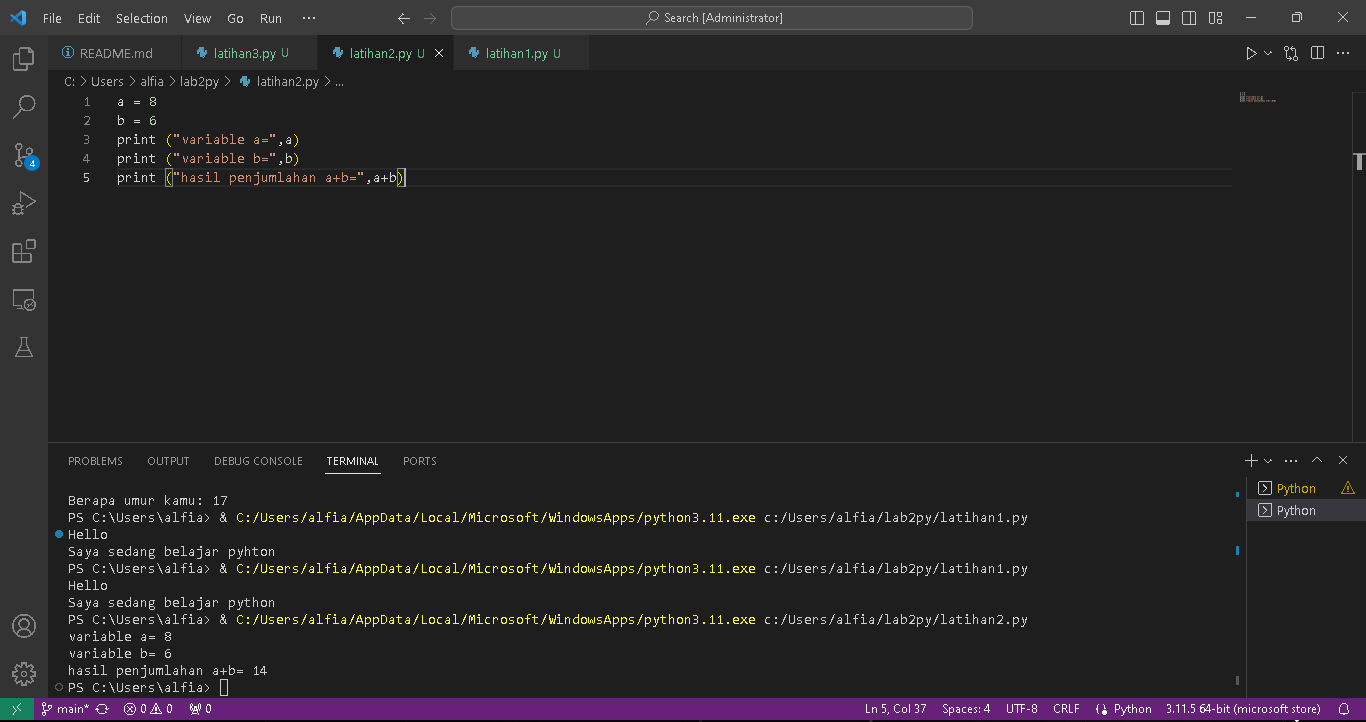 File Edit Selection View Go Run ··· Search [Administrator]
README.md latihan3.py U latihan2.py U latihan1.py U
C: > Users > alfia > lab2py > latihan2.py > ...
1 a = 8
2 b = 6
3 print ("variable a=",a)
4 print ("variable b=",b)
5 print ("hasil penjumlahan a+b=",a+b)
PROBLEMS OUTPUT DEBUG CONSOLE TERMINAL PORTS
Berapa umur kamu: 17
PS C:\Users\alfia> & C:/Users/alfia/AppData/Local/Microsoft/WindowsApps/python3.11.exe c:/Users/alfia/lab2py/latihan1.py
Hello
Saya sedang belajar pyhton
PS C:\Users\alfia> & C:/Users/alfia/AppData/Local/Microsoft/WindowsApps/python3.11.exe c:/Users/alfia/lab2py/latihan1.py
Hello
Saya sedang belajar python
PS C:\Users\alfia> & C:/Users/alfia/AppData/Local/Microsoft/WindowsApps/python3.11.exe c:/Users/alfia/lab2py/latihan2.py
variable a= 8
variable b= 6
hasil penjumlahan a+b= 14
PS C:\Users\alfia>
Python
Python
4
main* 0 0 0 Ln 5, Col 37 Spaces: 4 UTF-8 CRLF Python 3.11.5 64-bit (microsoft store)